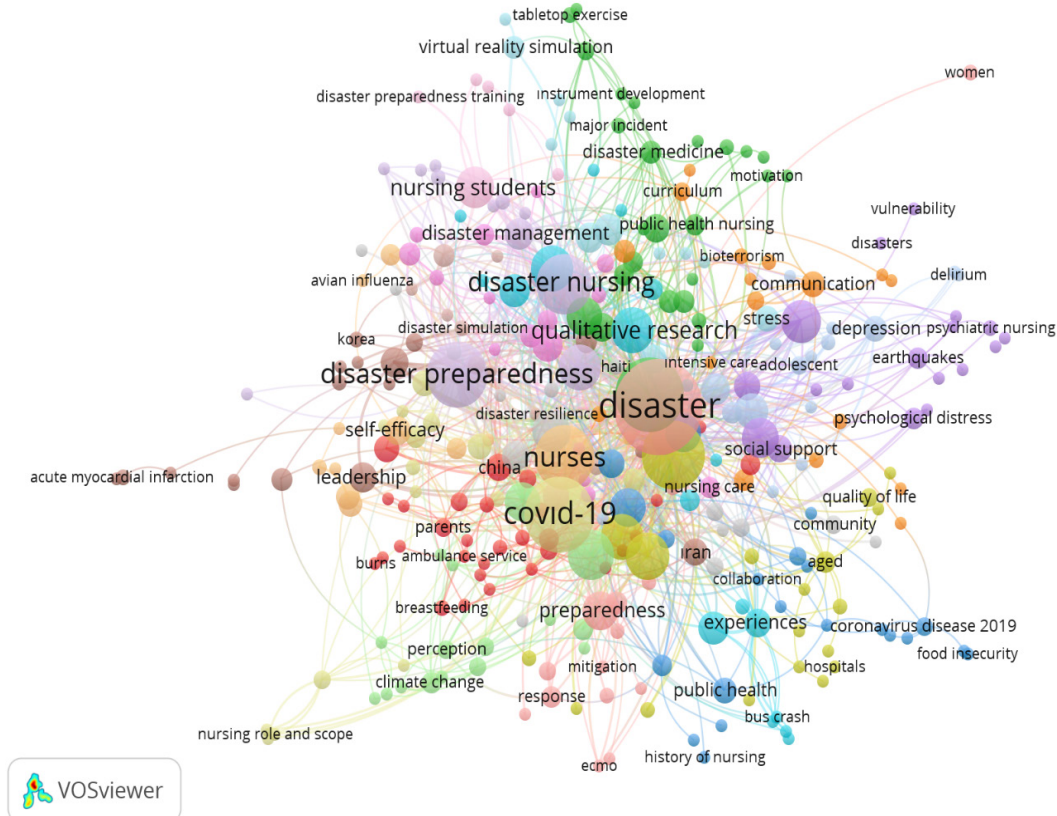 tabletop exercise
virtual reality simulation
women
disaster preparedness training
instrument development
major incident
disaster medicine
motivation
nursing students
curriculum
vulnerability
public health nursing
disaster management
disasters
bioterrorism
avian influenza
disaster nursing
communication
delirium
stress
disaster simulation
qualitative research
depression
psychiatric nursing
korea
haiti
intensive care
adolescent
earthquakes
disaster preparedness
disaster
disaster resilience
psychological distress
self-efficacy
social support
nurses
china
acute myocardial infarction
leadership
nursing care
quality of life
covid-19
community
parents
ambulance service
iran
burns
aged
collaboration
breastfeeding
preparedness
experiences
coronavirus disease 2019
perception
food insecurity
mitigation
hospitals
climate change
response
public health
bus crash
nursing role and scope
history of nursing
ecmo
VOSviewer